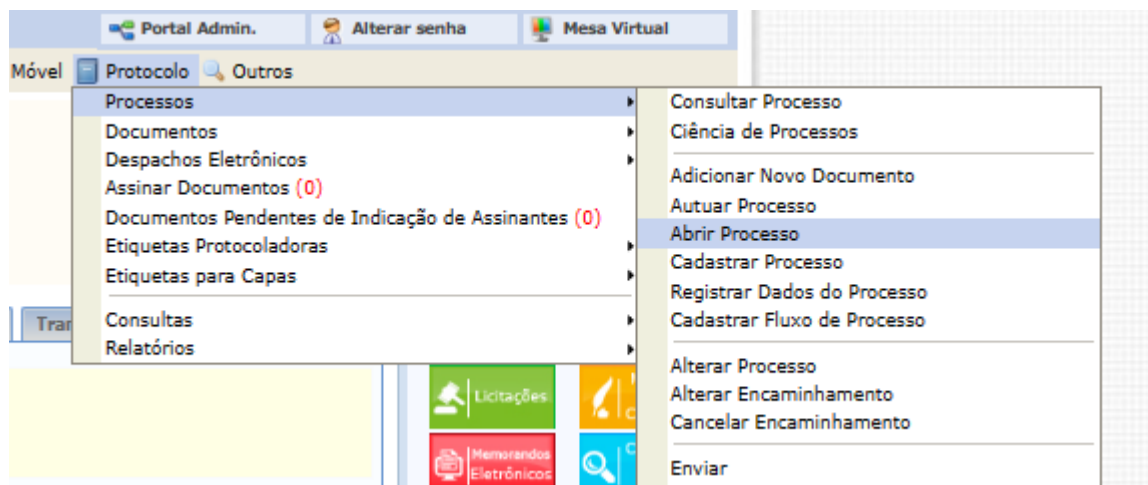 Portal Admin. Alterar senha Mesa Virtual
Móvel Protocolo Outros
Processos
Documentos
Despachos Eletrônicos
Assinar Documentos (0)
Documentos Pendentes de Indicação de Assinantes (0)
Etiquetas Protocoladoras
Etiquetas para Capas
Consultas
Relatórios
Consultar Processo
Ciência de Processos
Adicionar Novo Documento
Autuar Processo
Abrir Processo
Cadastrar Processo
Registrar Dados do Processo
Cadastrar Fluxo de Processo
Alterar Processo
Alterar Encaminhamento
Cancelar Encaminhamento
Enviar
Licitações
Memorandos
Eletrônicos